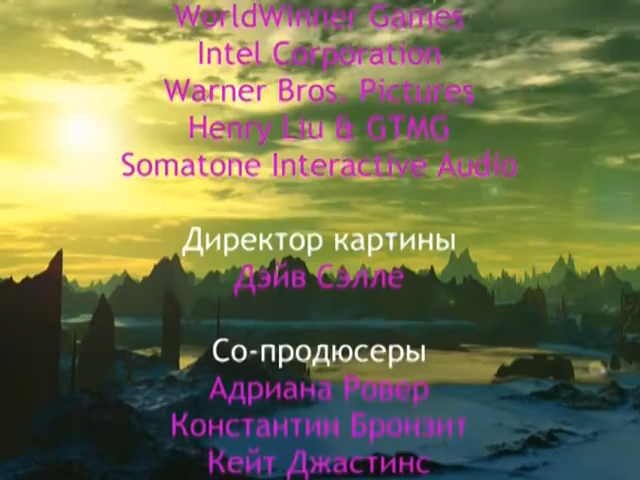 WorldWinner Games
Intel Corporation
Warner Bros. Pictures
Henry Liu & GTMG
Somatone Interactive Audio
Директор картины
Дэйв Сэлле
Со-продюсеры
Адриана Ровер
Константин Бронзит
Кейт Джастинс